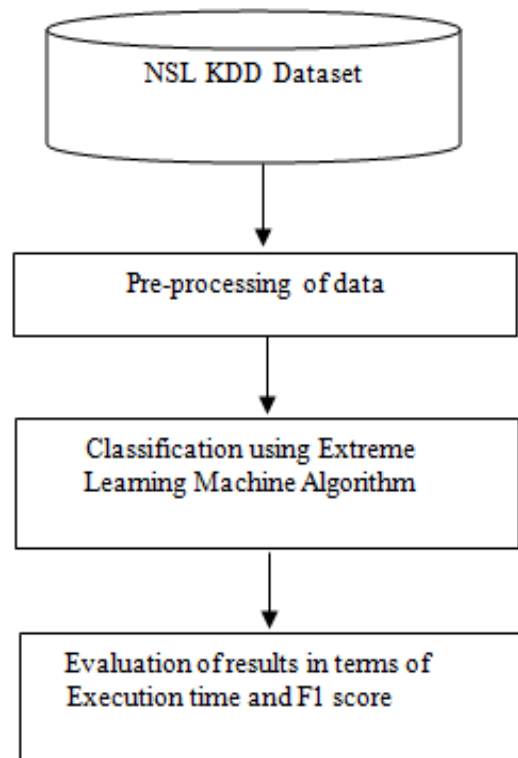 NSL KDD Dataset
Pre-processing of data
Classification using Extreme
Learning Machine Algorithm
Evaluation of results in terms of
Execution time and F1 score